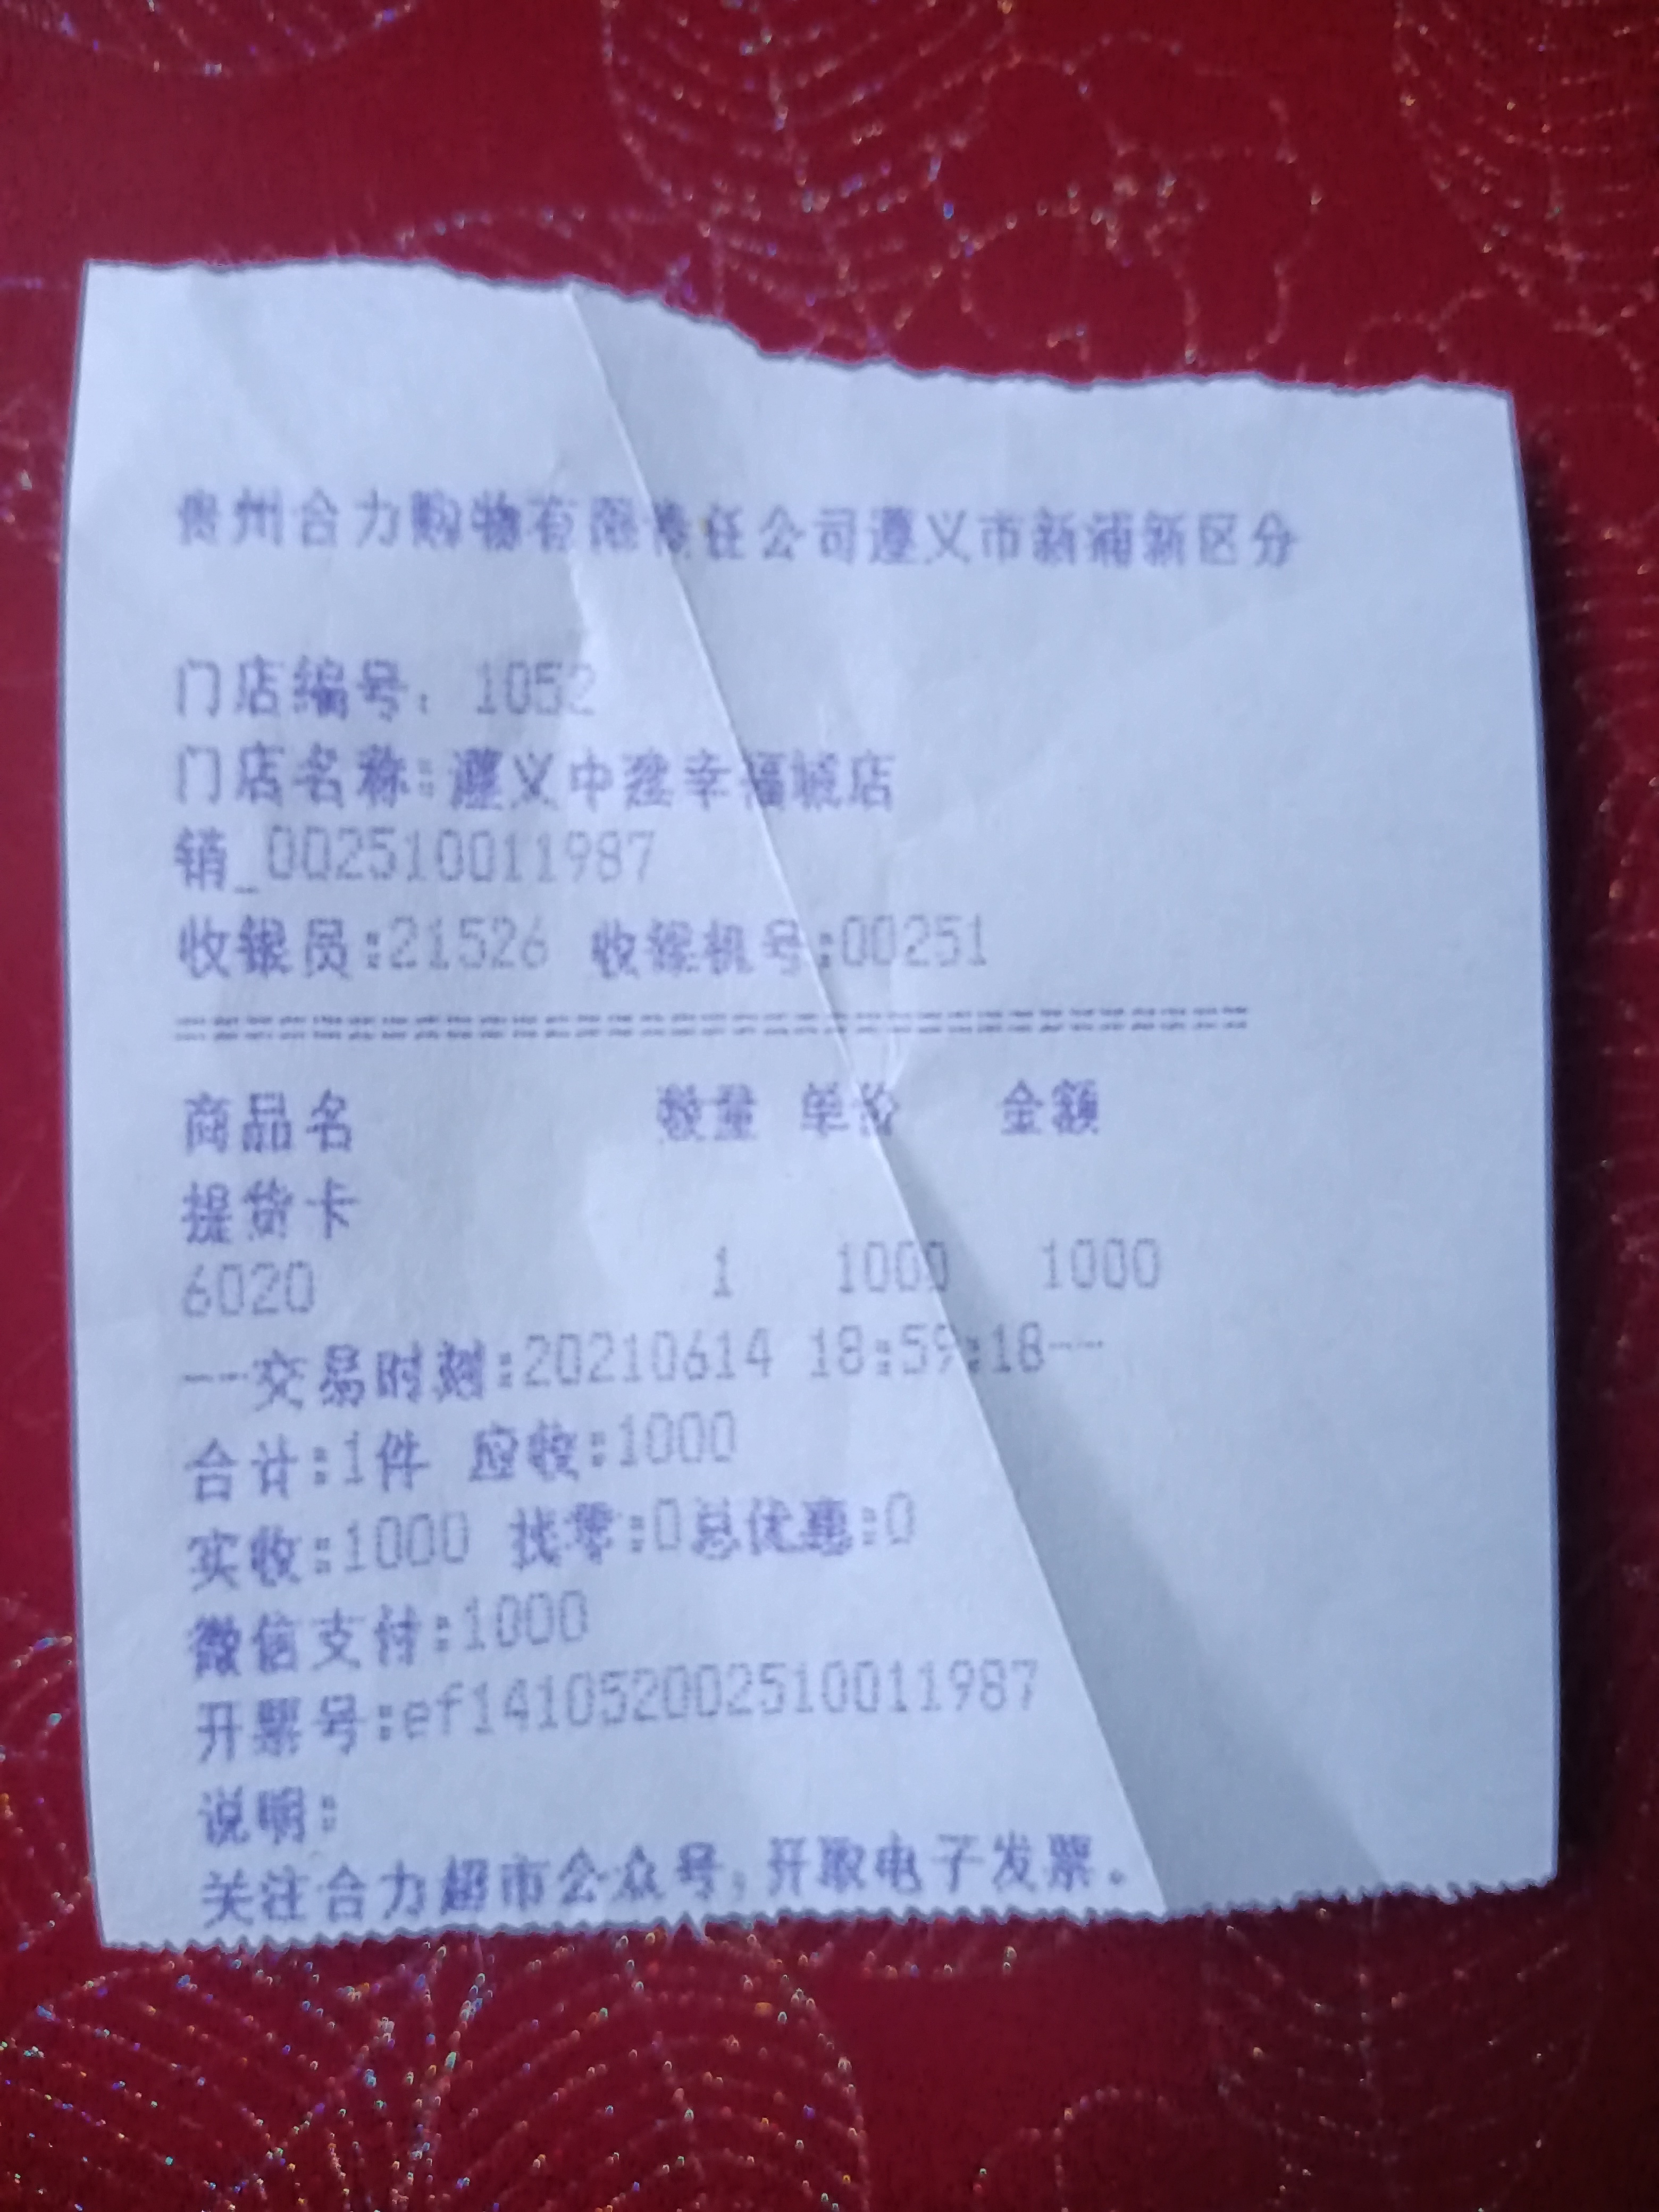 贵州合力购物有限责任公司遵义市新浦新区分
门店编号: 1052
门店名称:遵义中建幸福城店
销_002510011987
收银员:21526 收银机号:00251
================================
商品名 数量 单价 金额
提货卡
6020 1 1000 1000
--交易时刻:20210614 18:59:18--
合计:1件 应收:1000
实收:1000 找零:0总优惠:0
微信支付:1000
开票号:ef141052002510011987
说明:
关注合力超市公众号,开取电子发票。